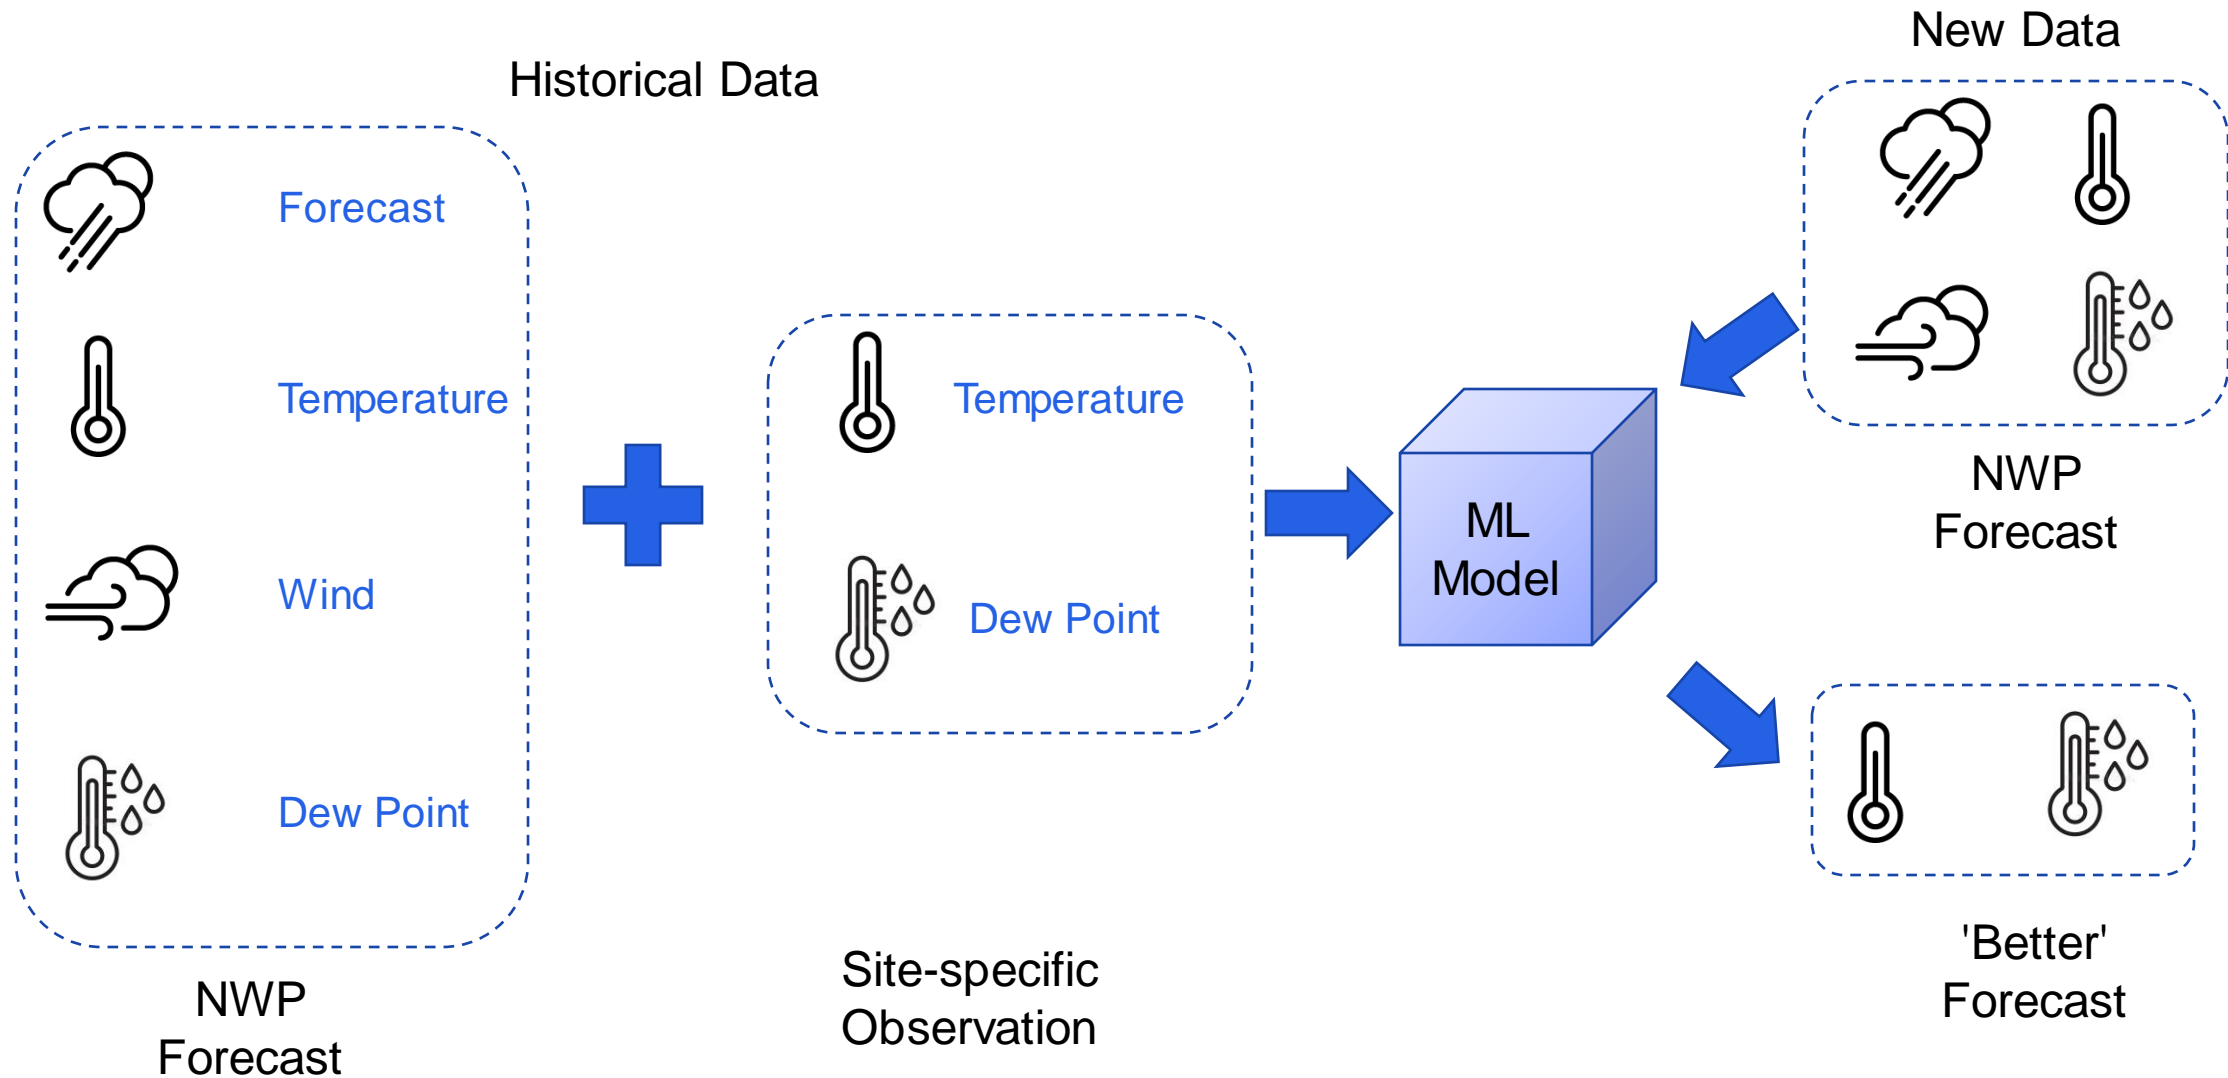 Historical Data
Forecast
Temperature
Wind
Dew Point
NWP
Forecast
Temperature
Dew Point
Site-specific
Observation
ML
Model
New Data
NWP
Forecast
'Better'
Forecast